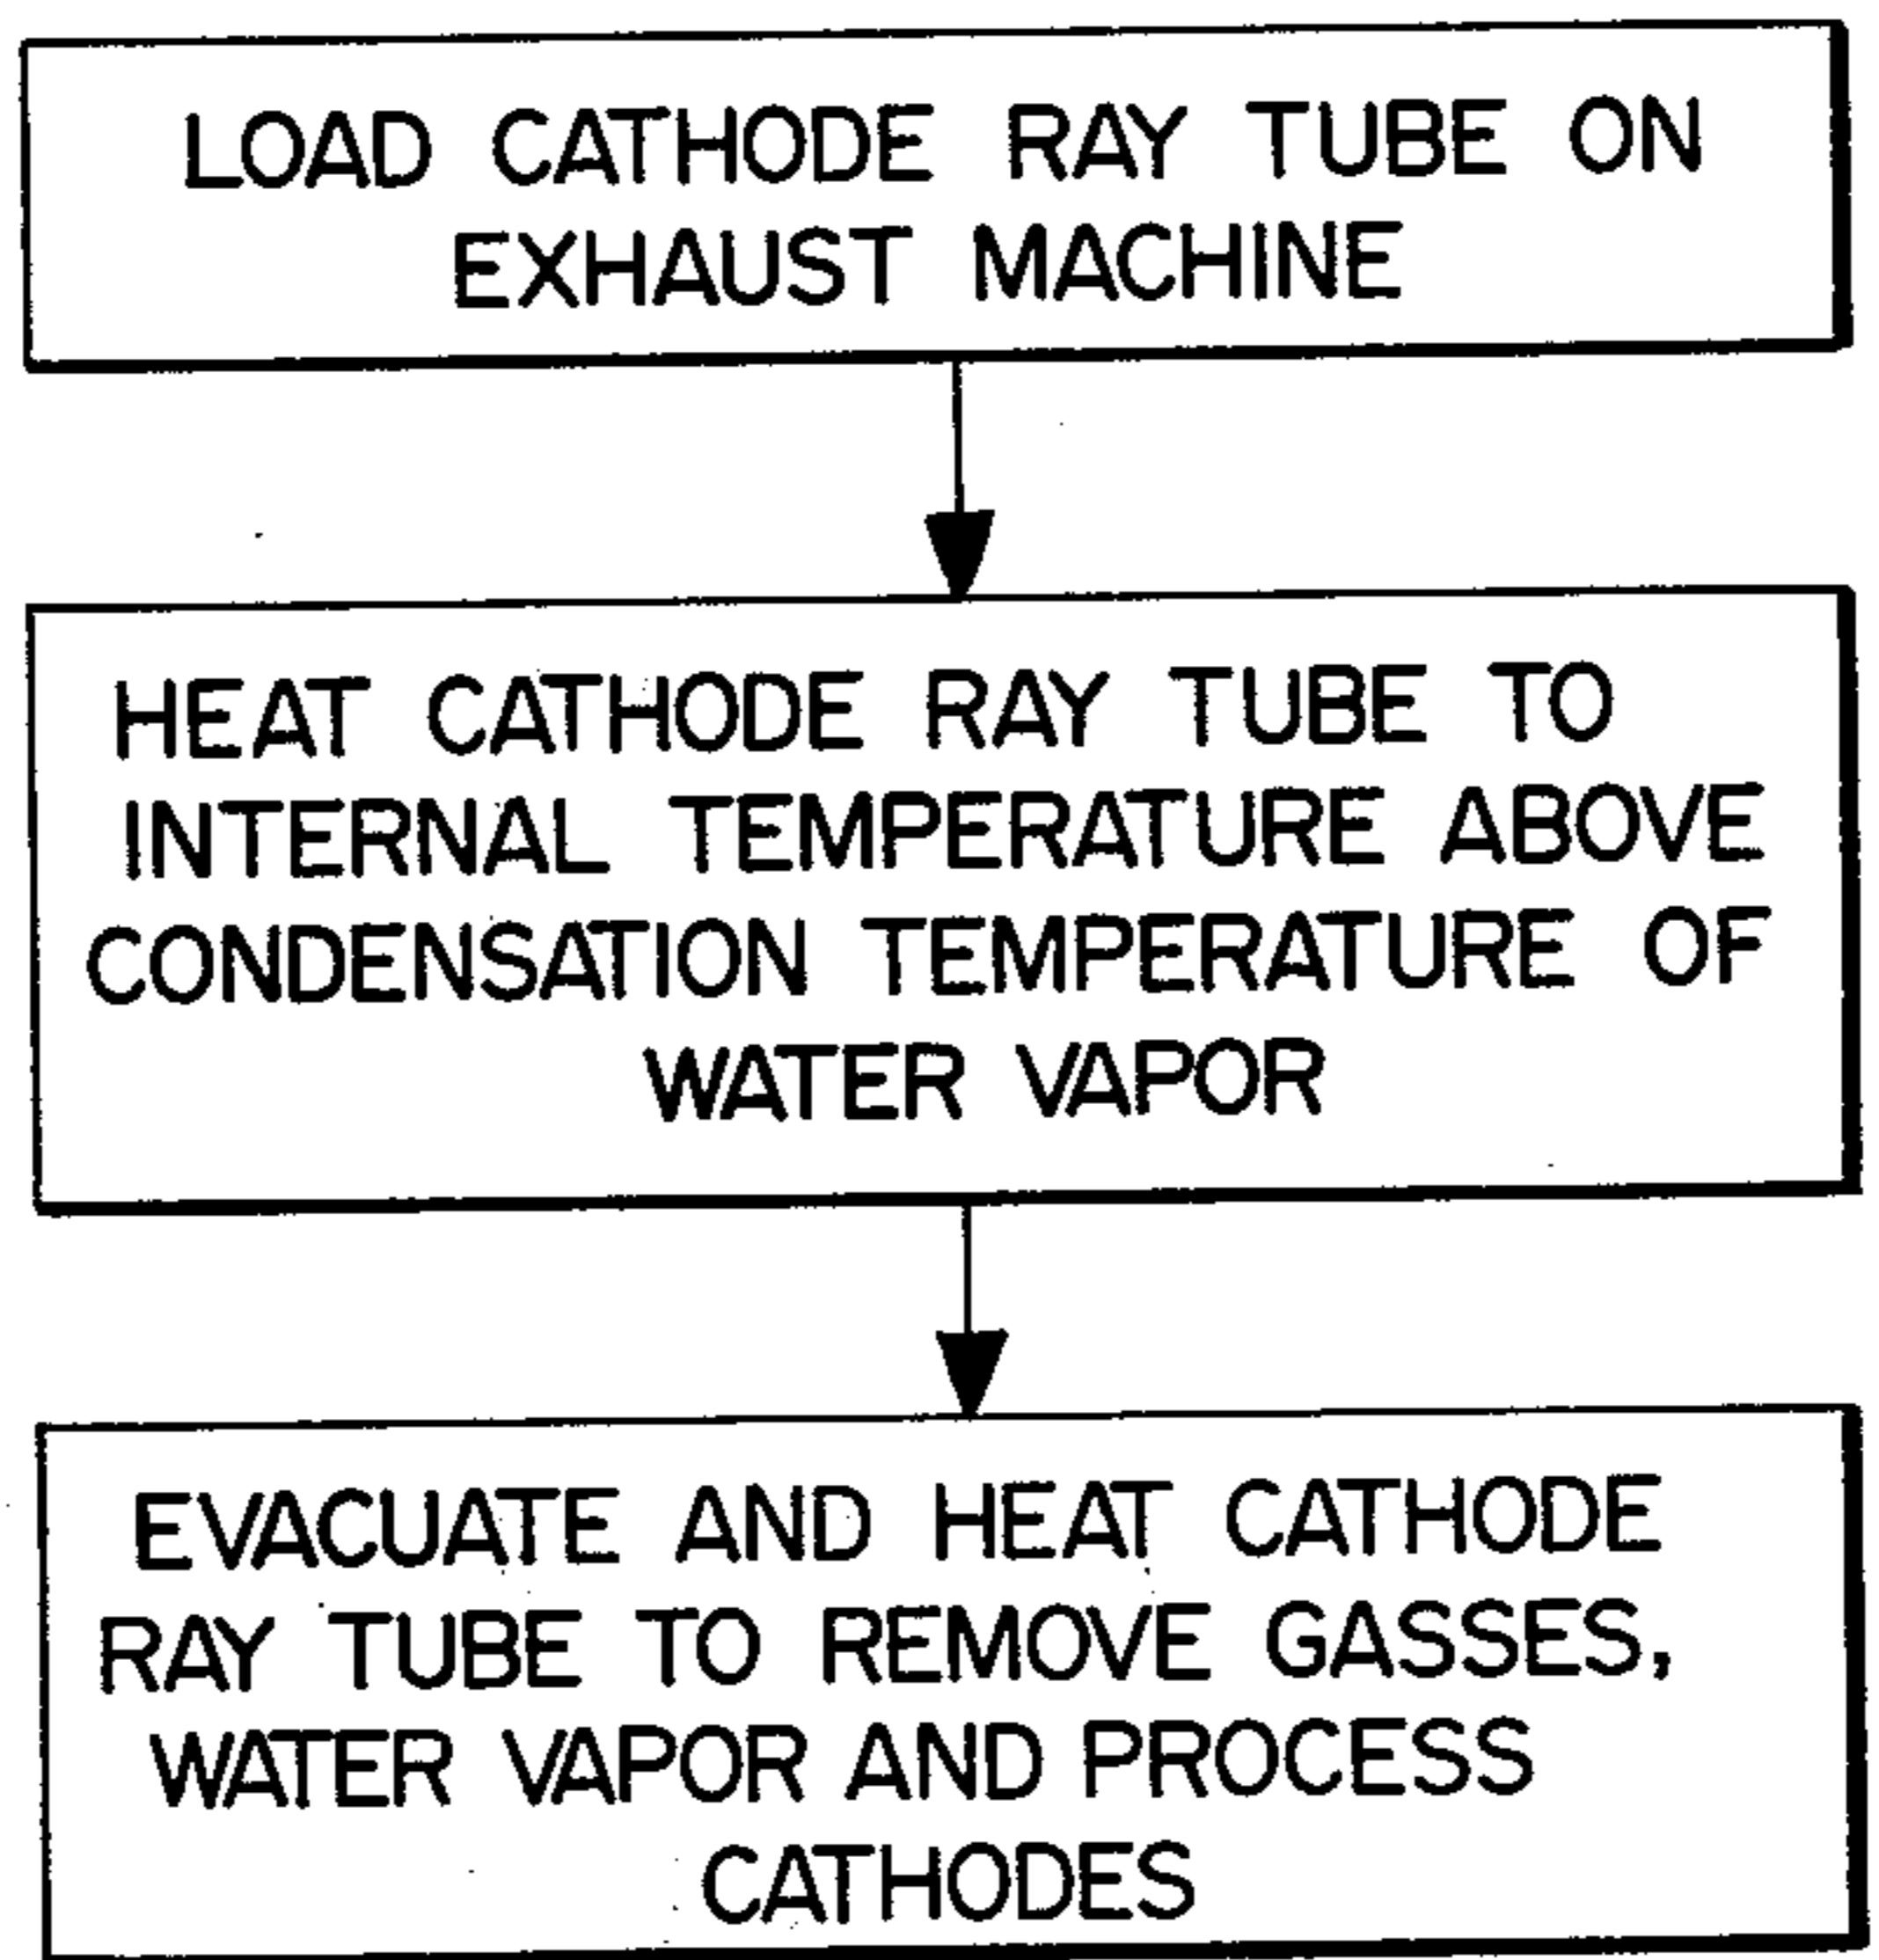 LOAD CATHODE RAY TUBE ON
EXHAUST MACHINE
HEAT CATHODE RAY TUBE TO
INTERNAL TEMPERATURE ABOVE
CONDENSATION TEMPERATURE OF
WATER VAPOR
EVACUATE AND HEAT CATHODE
RAY TUBE TO REMOVE GASSES,
WATER VAPOR AND PROCESS
CATHODES